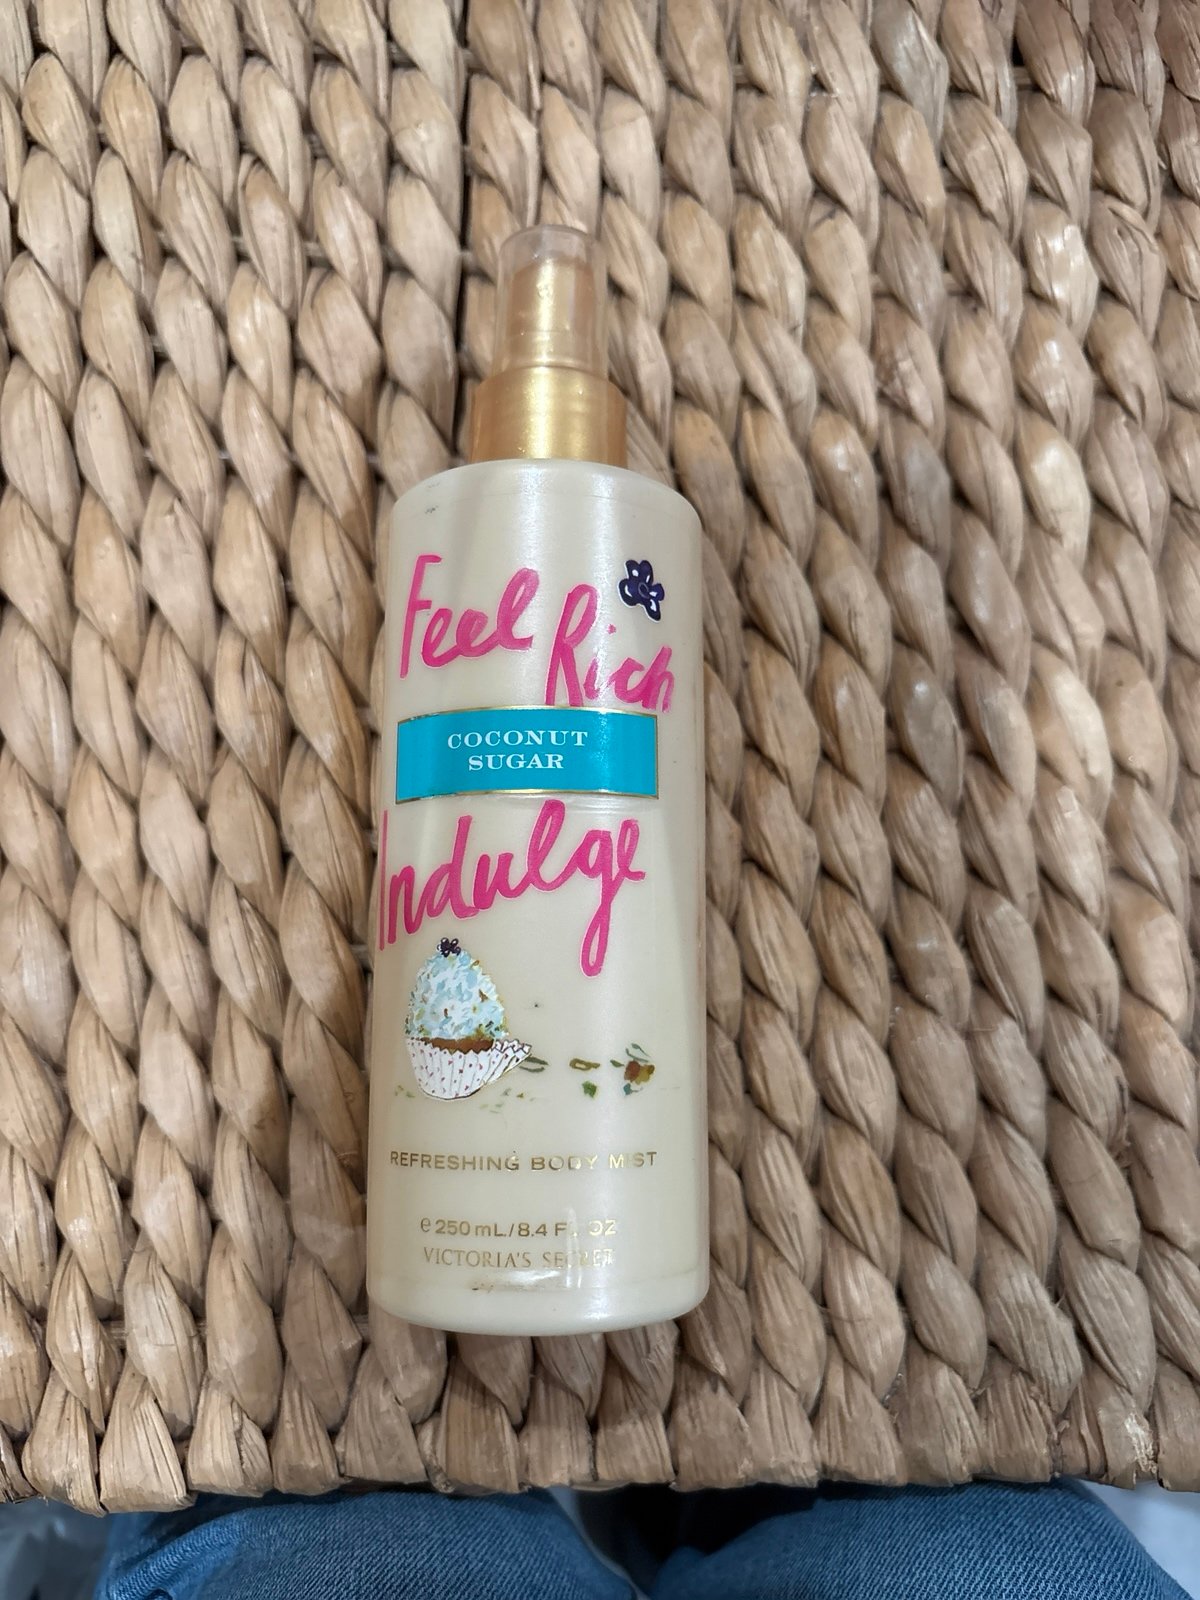 Feel
Rich
COCONUT
SUGAR
Indulge
REFRESHING BODY MIST
℮ 250 mL/8.4 FL OZ
VICTORIA'S SECRET